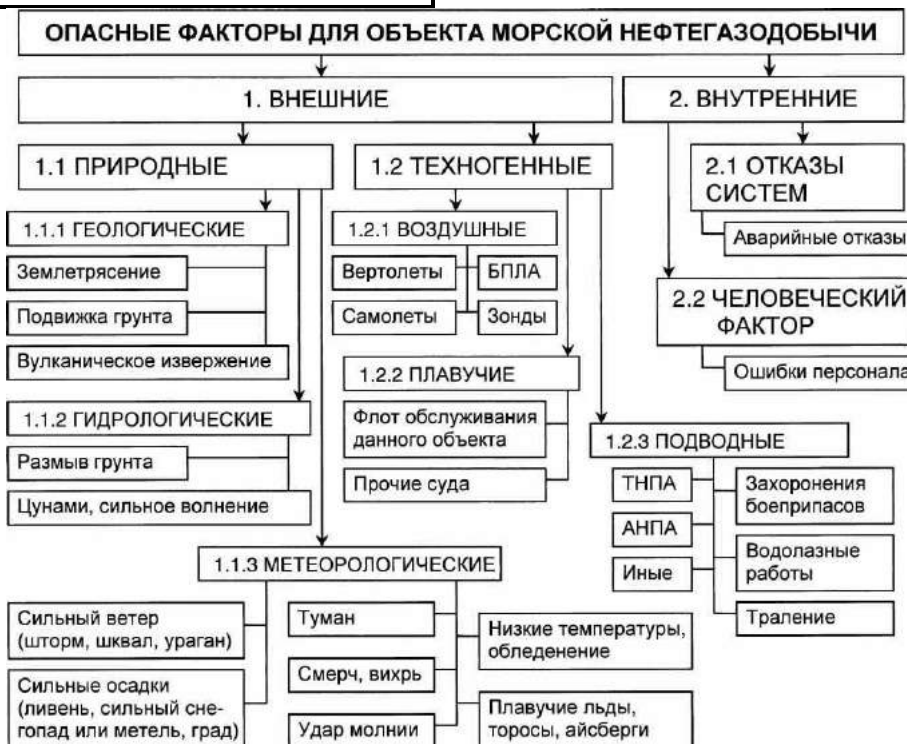 ОПАСНЫЕ ФАКТОРЫ ДЛЯ ОБЪЕКТА МОРСКОЙ НЕФТЕГАЗОДОБЫЧИ
1. ВНЕШНИЕ
2. ВНУТРЕННИЕ
1.1 ПРИРОДНЫЕ
1.2 ТЕХНОГЕННЫЕ
2.1 ОТКАЗЫ
СИСТЕМ
Аварийные отказы
2.2 ЧЕЛОВЕЧЕСКИЙ
ФАКТОР
Ошибки персонала
1.1.1 ГЕОЛОГИЧЕСКИЕ
Землетрясение
Подвижка грунта
Вулканическое извержение
1.1.2 ГИДРОЛОГИЧЕСКИЕ
Размыв грунта
Цунами, сильное волнение
1.2.1 ВОЗДУШНЫЕ
Вертолеты
БПЛА
Самолеты
Зонды
1.2.2 ПЛАВУЧИЕ
Флот обслуживания
данного объекта
Прочие суда
1.2.3 ПОДВОДНЫЕ
ТНПА
АНПА
Иные
Захоронения
боеприпасов
Водолазные
работы
Траление
1.1.3 МЕТЕОРОЛОГИЧЕСКИЕ
Сильный ветер
(шторм, шквал, ураган)
Сильные осадки
(ливень, сильный сне-
гопад или метель, град)
Туман
Смерч, вихрь
Удар молнии
Низкие температуры,
обледенение
Плавучие льды,
торосы, айсберги